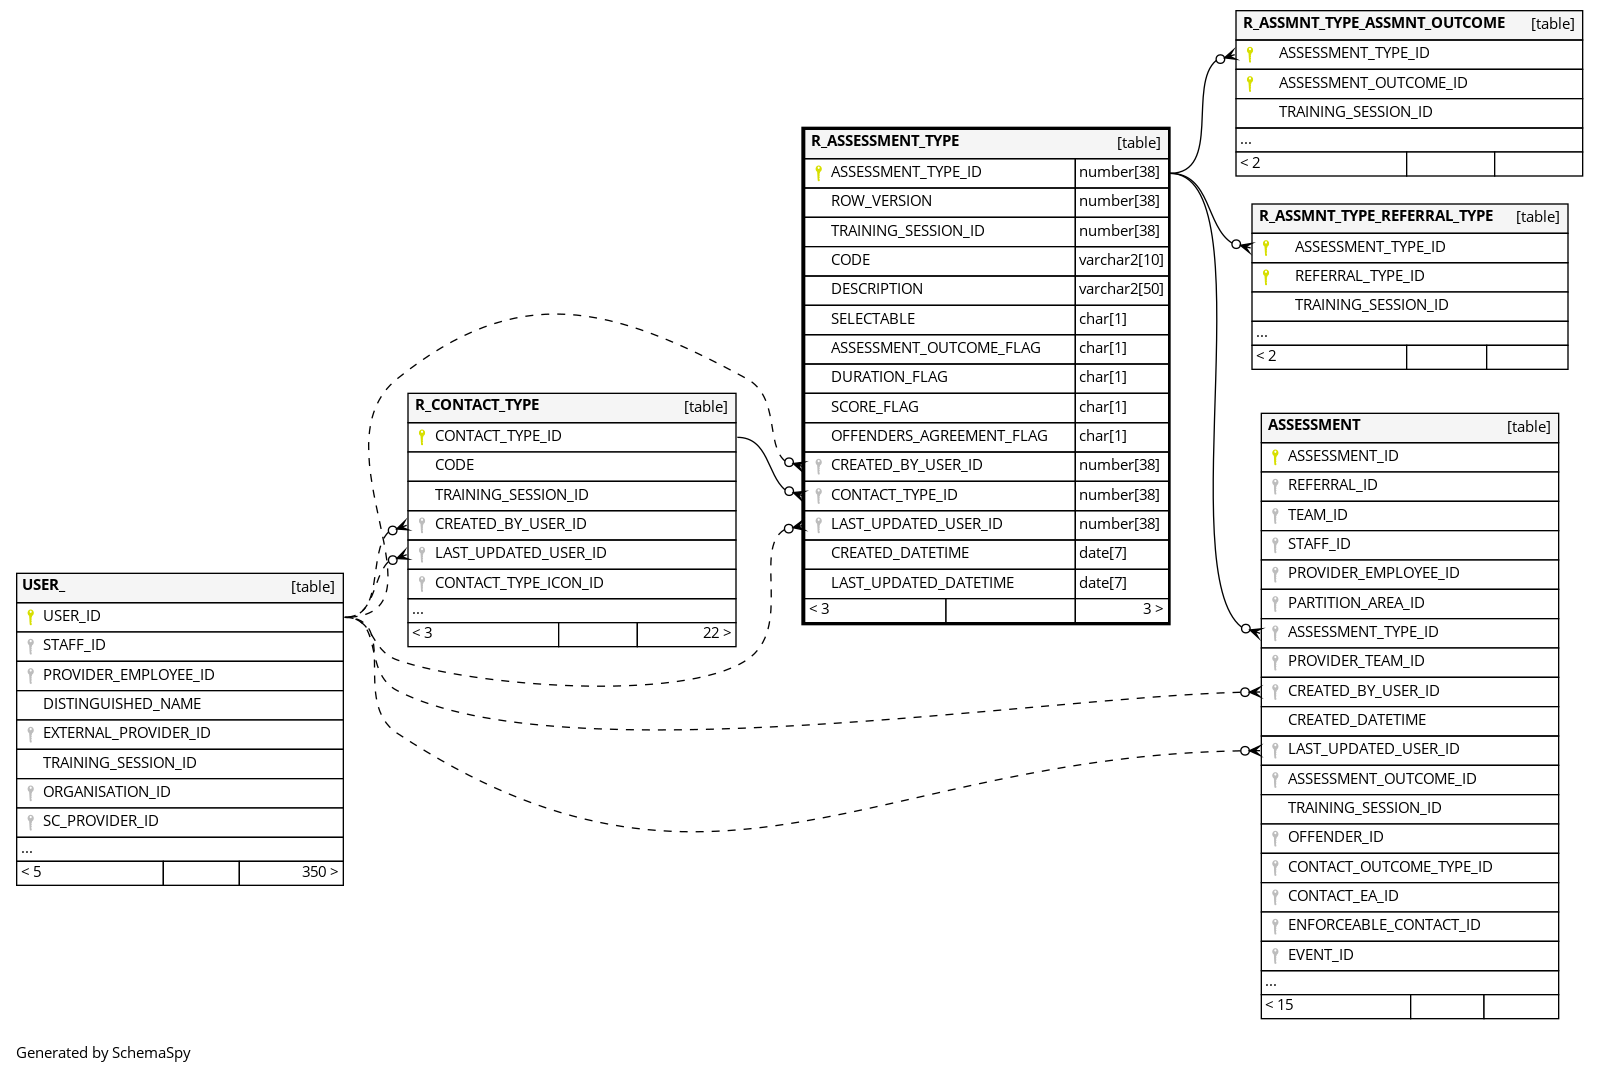 R_ASSMNT_TYPE_ASSMNT_OUTCOME [table]
ASSESSMENT_TYPE_ID
ASSESSMENT_OUTCOME_ID
TRAINING_SESSION_ID
...
< 2
R_ASSESSMENT_TYPE [table]
ASSESSMENT_TYPE_ID number[38]
ROW_VERSION number[38]
TRAINING_SESSION_ID number[38]
CODE varchar2[10]
DESCRIPTION varchar2[50]
SELECTABLE char[1]
ASSESSMENT_OUTCOME_FLAG char[1]
DURATION_FLAG char[1]
SCORE_FLAG char[1]
OFFENDERS_AGREEMENT_FLAG char[1]
CREATED_BY_USER_ID number[38]
CONTACT_TYPE_ID number[38]
LAST_UPDATED_USER_ID number[38]
CREATED_DATETIME date[7]
LAST_UPDATED_DATETIME date[7]
< 3 3 >
R_ASSMNT_TYPE_REFERRAL_TYPE [table]
ASSESSMENT_TYPE_ID
REFERRAL_TYPE_ID
TRAINING_SESSION_ID
...
< 2
R_CONTACT_TYPE [table]
CONTACT_TYPE_ID
CODE
TRAINING_SESSION_ID
CREATED_BY_USER_ID
LAST_UPDATED_USER_ID
CONTACT_TYPE_ICON_ID
...
< 3 22 >
ASSESSMENT [table]
ASSESSMENT_ID
REFERRAL_ID
TEAM_ID
STAFF_ID
PROVIDER_EMPLOYEE_ID
PARTITION_AREA_ID
ASSESSMENT_TYPE_ID
PROVIDER_TEAM_ID
CREATED_BY_USER_ID
CREATED_DATETIME
LAST_UPDATED_USER_ID
ASSESSMENT_OUTCOME_ID
TRAINING_SESSION_ID
OFFENDER_ID
CONTACT_OUTCOME_TYPE_ID
CONTACT_EA_ID
ENFORCEABLE_CONTACT_ID
EVENT_ID
...
< 15
USER_ [table]
USER_ID
STAFF_ID
PROVIDER_EMPLOYEE_ID
DISTINGUISHED_NAME
EXTERNAL_PROVIDER_ID
TRAINING_SESSION_ID
ORGANISATION_ID
SC_PROVIDER_ID
...
< 5 350 >
Generated by SchemaSpy